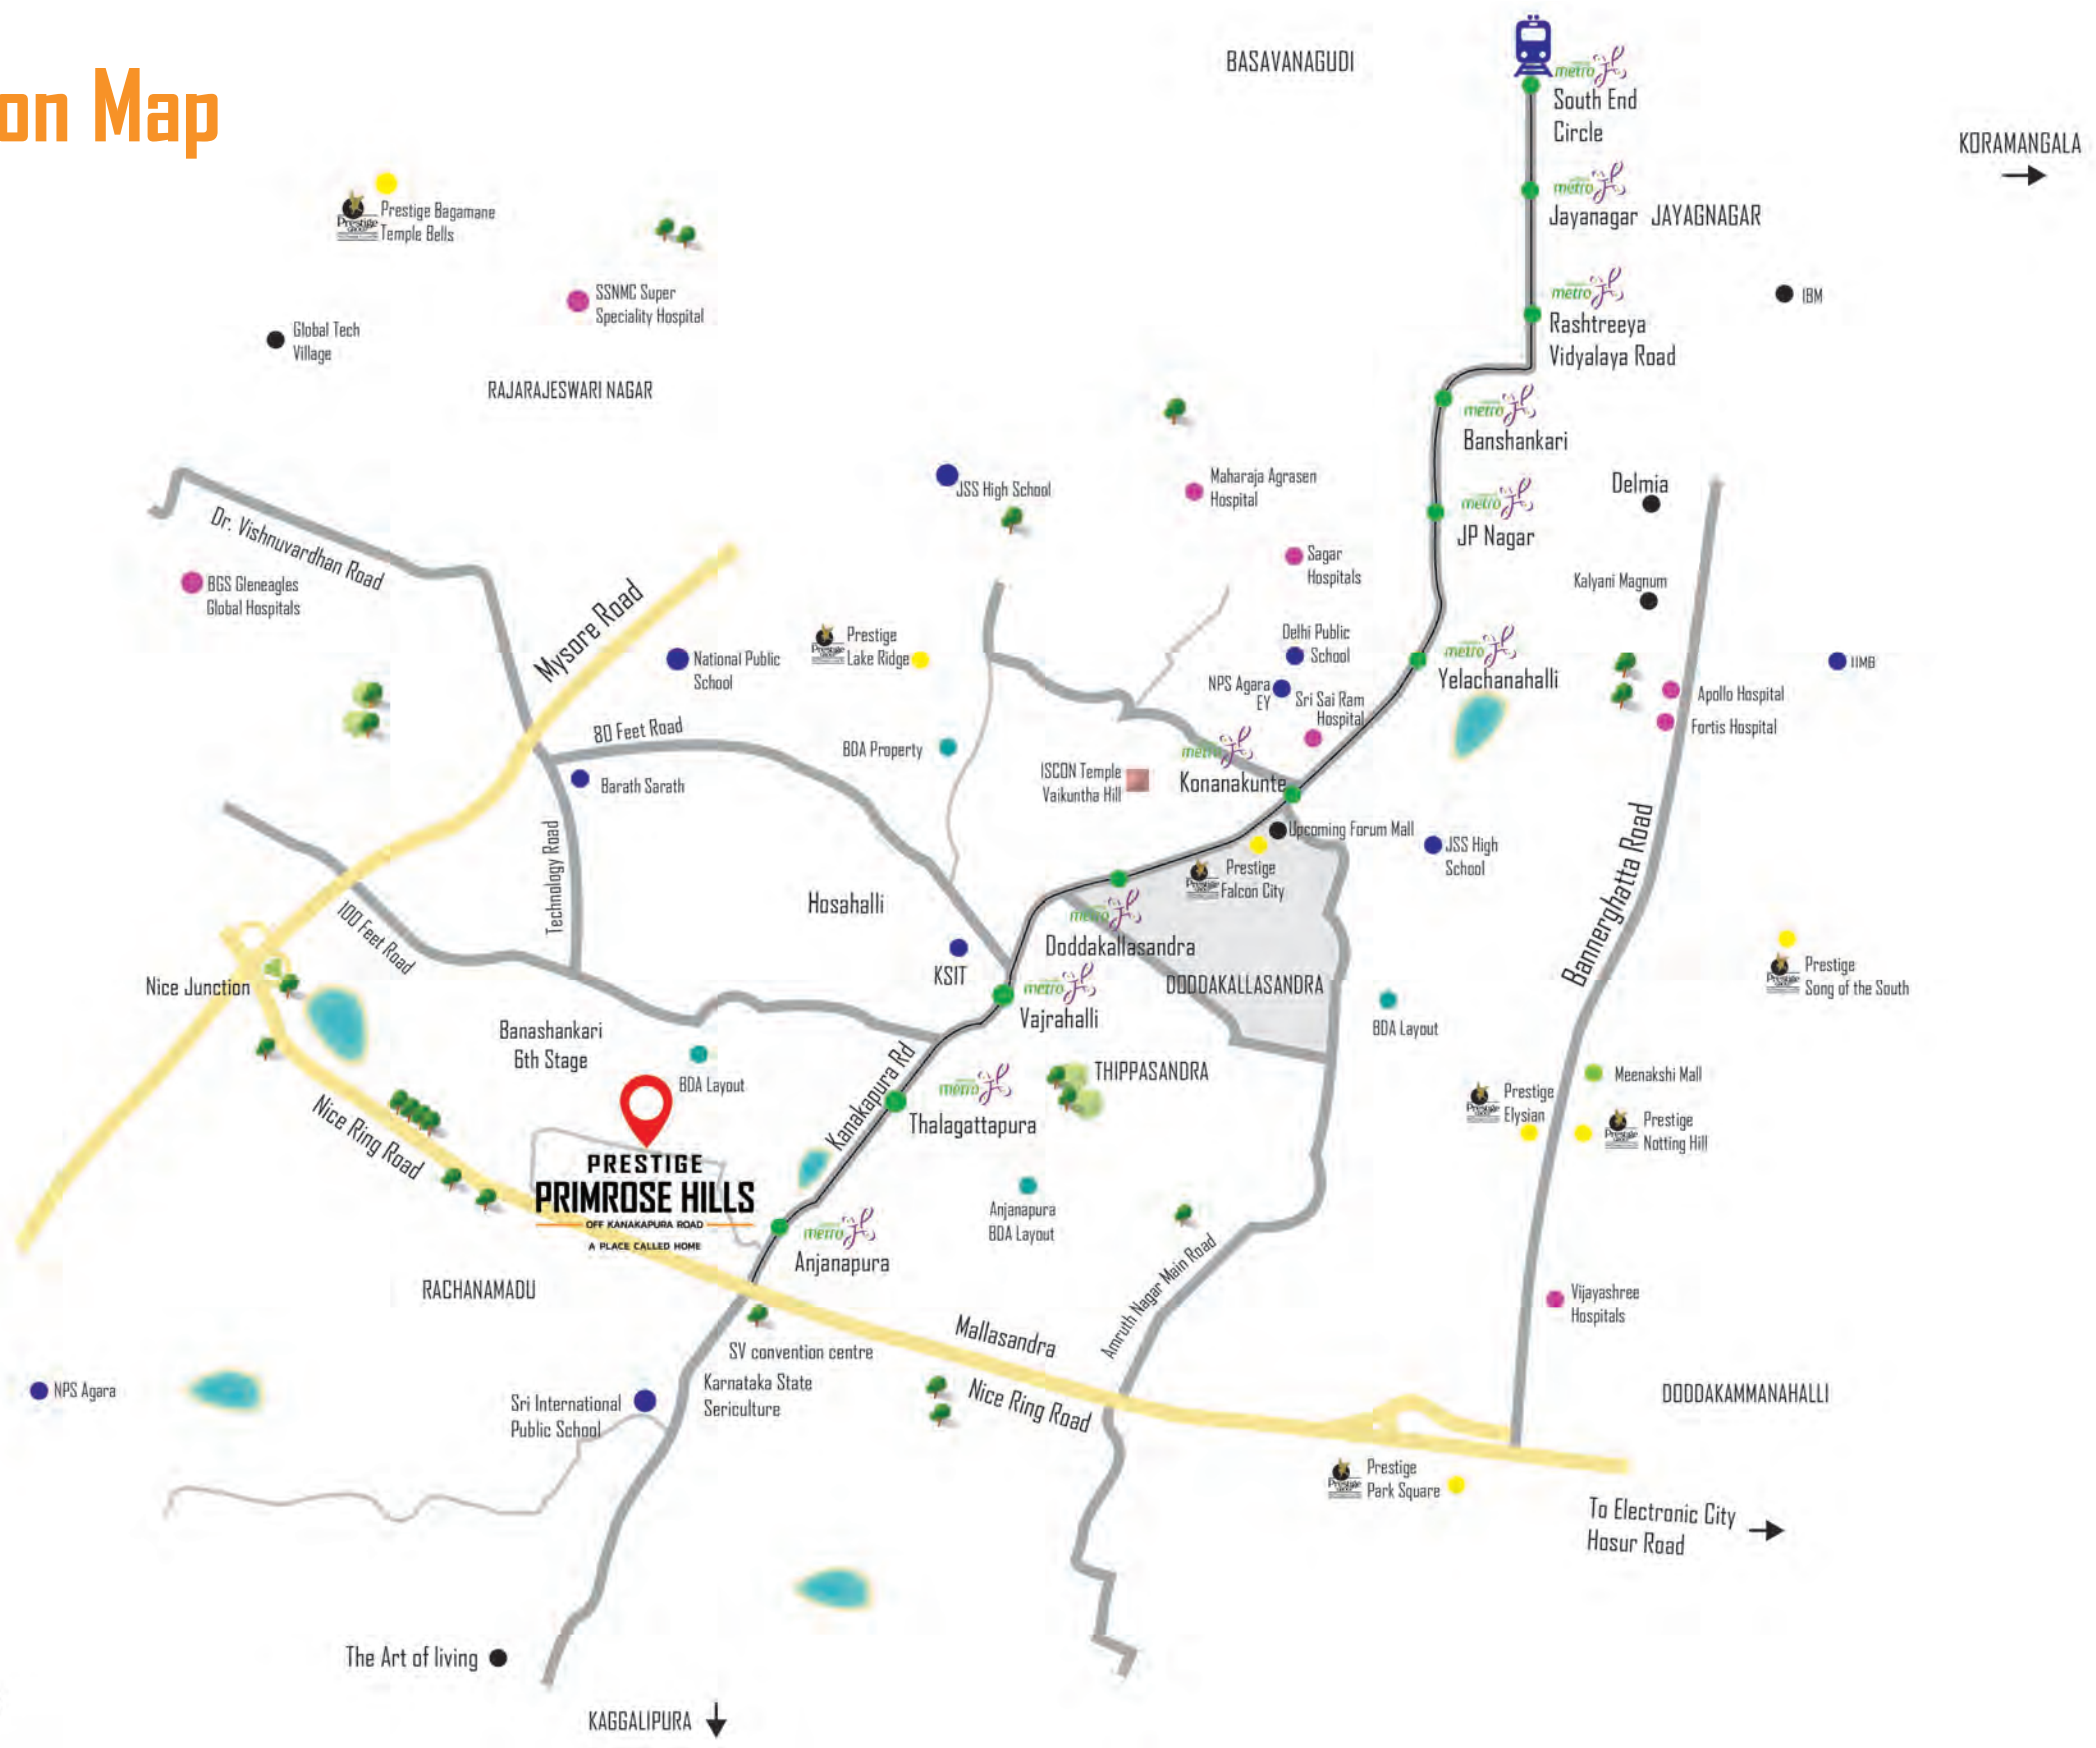 on Map
BASAVANAGUDI
metro
South End
Circle
KORAMANGALA
metro
Jayanagar
JAYAGNAGAR
Prestige
GROUP
Prestige Bagamane
Temple Bells
SSNMC Super
Speciality Hospital
Global Tech
Village
RAJARAJESWARI NAGAR
metro
Rashtreeya
Vidyalaya Road
IBM
metro
Banshankari
JSS High School
Maharaja Agrasen
Hospital
metro
JP Nagar
Delmia
Dr. Vishnuvardhan Road
BGS Gleneagles
Global Hospitals
Mysore Road
Sagar
Hospitals
Kalyani Magnum
National Public
School
Prestige
Prestige
Lake Ridge
Delhi Public
School
NPS Agara
EY
Sri Sai Ram
Hospital
metro
Yelachanahalli
IIMB
Apollo Hospital
Fortis Hospital
80 Feet Road
BDA Property
Barath Sarath
ISCON Temple
Vaikuntha Hill
metro
Konanakunte
Upcoming Forum Mall
JSS High
School
Prestige
Prestige
Falcon City
Technology Road
100 Feet Road
Hosahalli
KSIT
metro
Doddakallasandra
DODDAKALLASANDRA
Bannerghatta Road
Prestige
Prestige
Song of the South
Nice Junction
metro
Vajrahalli
BDA Layout
Banashankari
6th Stage
BDA Layout
Kanakapura Rd
THIPPASANDRA
metro
Thalagattapura
Meenakshi Mall
Prestige
Prestige
Elysian
Prestige
Prestige
Notting Hill
Nice Ring Road
PRESTIGE
PRIMROSE HILLS
OFF KANAKAPURA ROAD
A PLACE CALLED HOME
metro
Anjanapura
Anjanapura
BDA Layout
Amruth Nagar Main Road
RACHANAMADU
Vijayashree
Hospitals
Mallasandra
SV convention centre
Karnataka State
Sericulture
Nice Ring Road
NPS Agara
Sri International
Public School
DODDAKAMMANAHALLI
Prestige
Prestige
Park Square
To Electronic City
Hosur Road
The Art of living
KAGGALIPURA